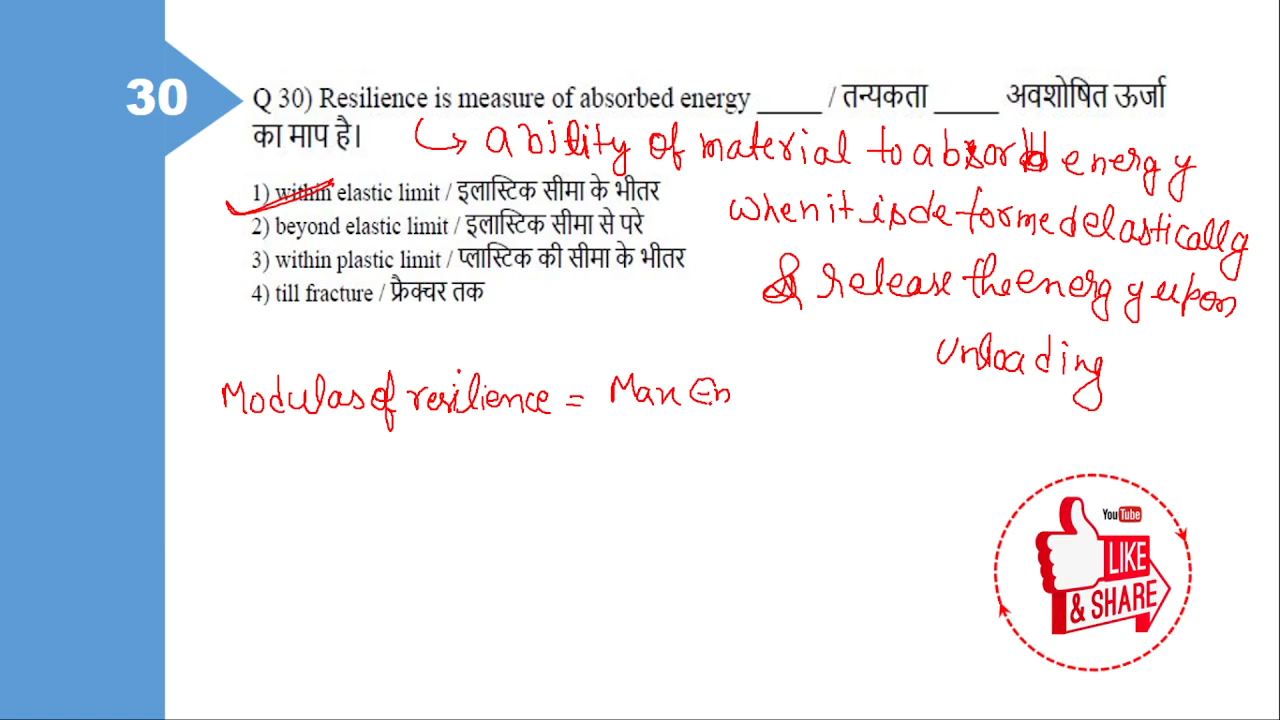 30
Q 30) Resilience is measure of absorbed energy _____ / तन्यकता _____ अवशोषित ऊर्जा
का माप है।
↳ ability of material to absorb energy
when it is deformed elastically
& release the energy upon
unloading
1) within elastic limit / इलास्टिक सीमा के भीतर
2) beyond elastic limit / इलास्टिक सीमा से परे
3) within plastic limit / प्लास्टिक की सीमा के भीतर
4) till fracture / फ्रैक्चर तक
Modulas of resilience = Max En
YouTube
LIKE
& SHARE